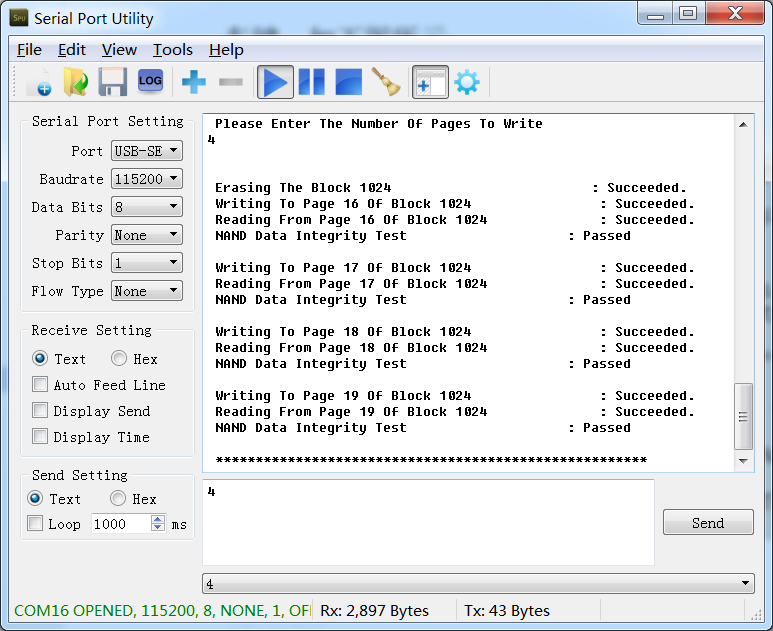 SPU Serial Port Utility
File Edit View Tools Help
LOG
Serial Port Setting
Port USB-SE
Baudrate 115200
Data Bits 8
Parity None
Stop Bits 1
Flow Type None
Receive Setting
Text Hex
Auto Feed Line
Display Send
Display Time
Send Setting
Text Hex
Loop 1000 ms
Please Enter The Number Of Pages To Write
4
Erasing The Block 1024 : Succeeded.
Writing To Page 16 Of Block 1024 : Succeeded.
Reading From Page 16 Of Block 1024 : Succeeded.
NAND Data Integrity Test : Passed
Writing To Page 17 Of Block 1024 : Succeeded.
Reading From Page 17 Of Block 1024 : Succeeded.
NAND Data Integrity Test : Passed
Writing To Page 18 Of Block 1024 : Succeeded.
Reading From Page 18 Of Block 1024 : Succeeded.
NAND Data Integrity Test : Passed
Writing To Page 19 Of Block 1024 : Succeeded.
Reading From Page 19 Of Block 1024 : Succeeded.
NAND Data Integrity Test : Passed
******************************************************
4
Send
4
COM16 OPENED, 115200, 8, NONE, 1, OFF Rx: 2,897 Bytes Tx: 43 Bytes